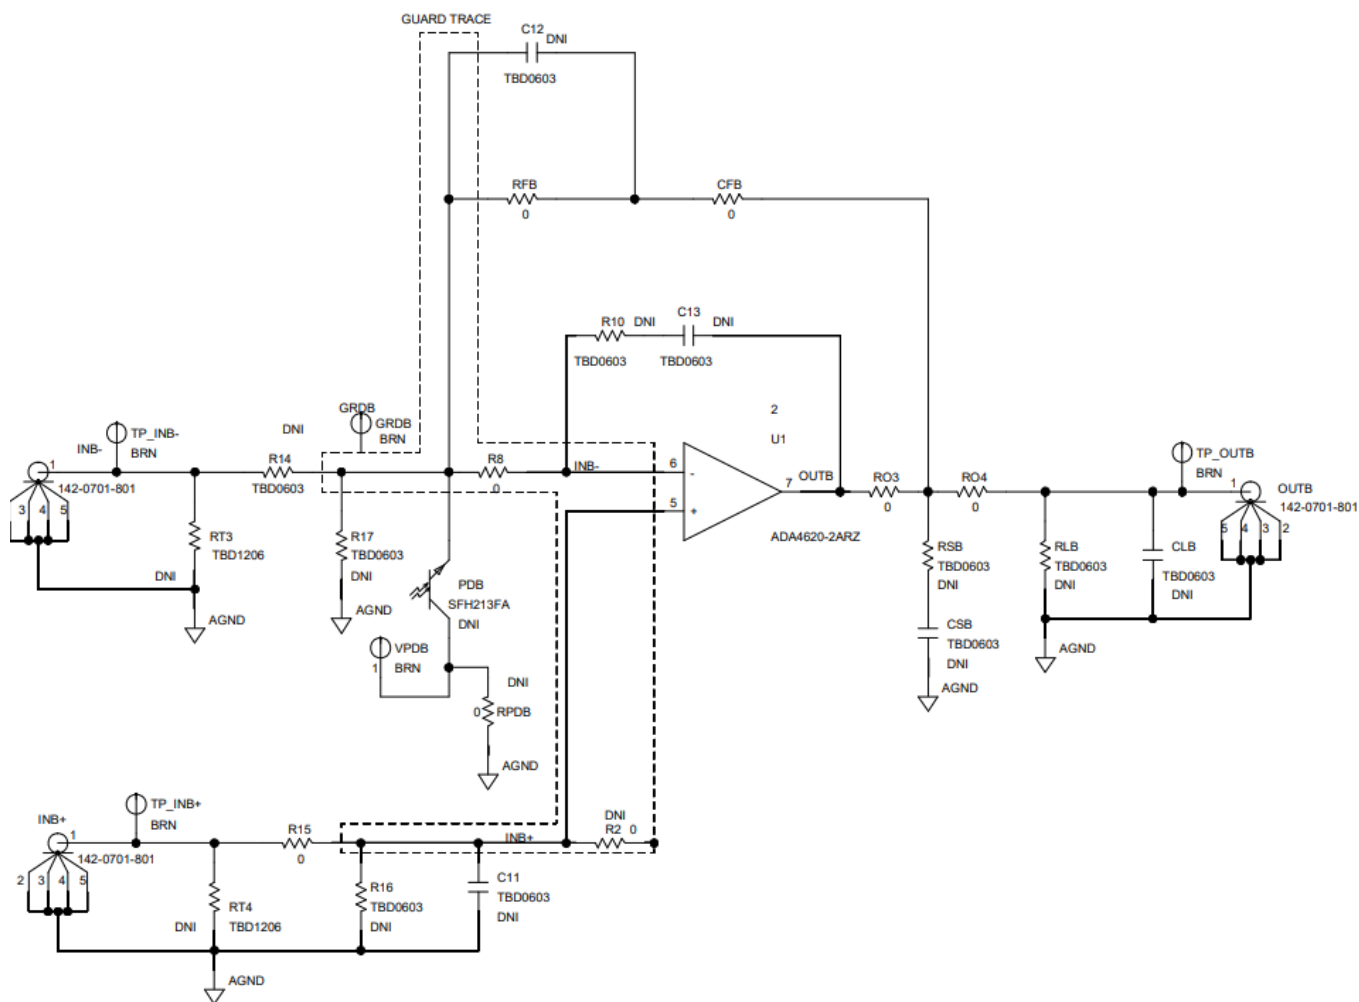 GUARD TRACE
C12
DNI
TBD0603
RFB
0
CFB
0
R10
DNI
C13
DNI
TBD0603
TBD0603
2
U1
GRDB
GRDB
BRN
DNI
INB-
TP_INB-
BRN
1
142-0701-801
3
4
5
R14
TBD0603
R8
0
INB-
6
-
5
+
7
OUTB
ADA4620-2ARZ
RO3
0
RO4
0
TP_OUTB
BRN
1
OUTB
142-0701-801
5
4
3
2
RT3
TBD1206
DNI
AGND
R17
TBD0603
DNI
AGND
PDB
SFH213FA
DNI
VPDB
1
BRN
DNI
0
RPDB
AGND
RSB
TBD0603
DNI
CSB
TBD0603
DNI
AGND
RLB
TBD0603
DNI
CLB
TBD0603
DNI
AGND
INB+
TP_INB+
BRN
1
142-0701-801
2
3
4
5
R15
0
INB+
DNI
R2
0
RT4
DNI
TBD1206
R16
TBD0603
DNI
C11
TBD0603
DNI
AGND